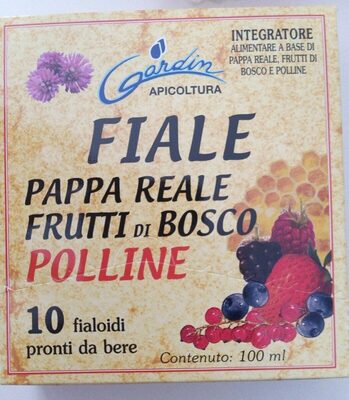 Gardin
APICOLTURA
INTEGRATORE
ALIMENTARE A BASE DI
PAPPA REALE, FRUTTI DI
BOSCO E POLLINE
FIALE
PAPPA REALE
FRUTTI DI BOSCO
POLLINE
10 fialoidi
pronti da bere
Contenuto: 100 ml